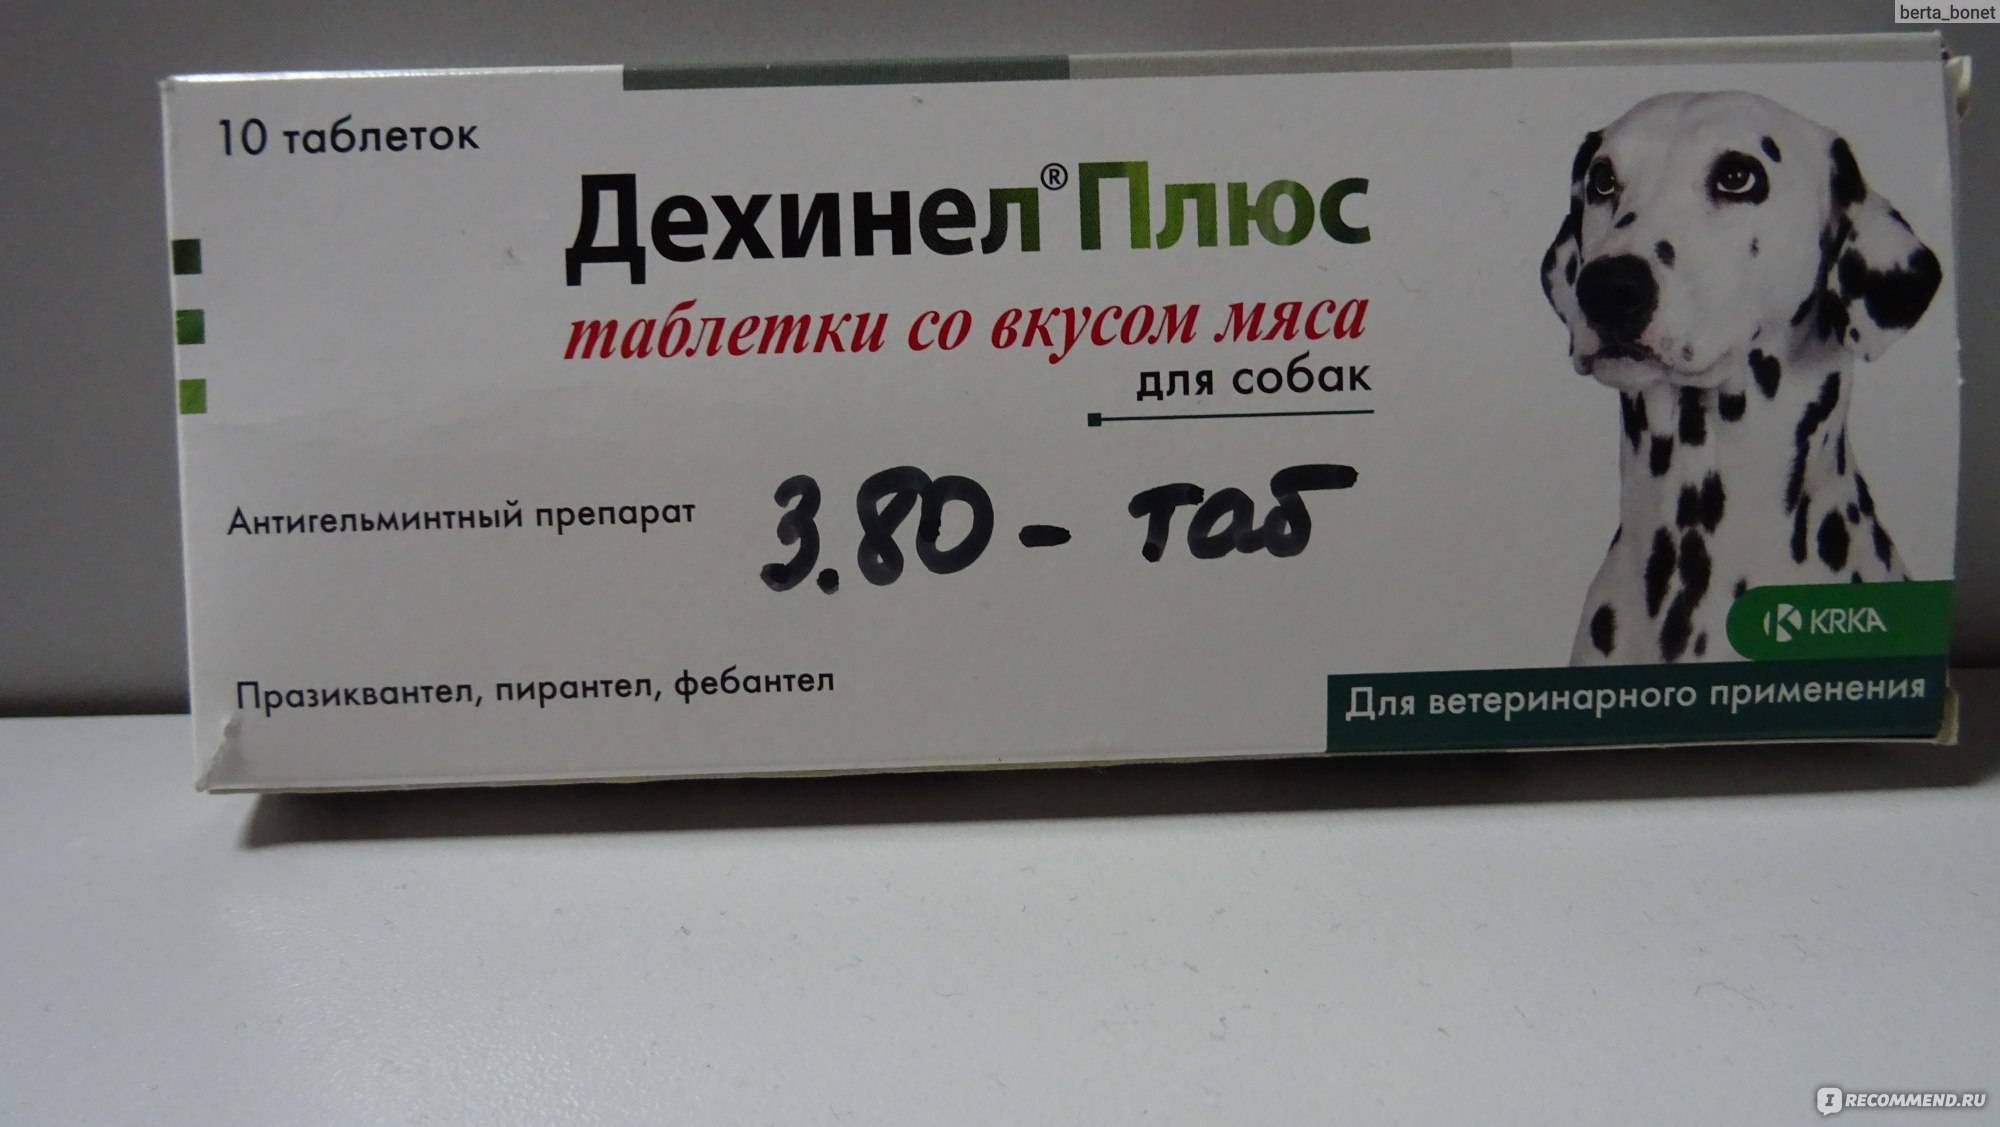 berta_bonet
10 таблеток
Дехинел® Плюс
таблетки со вкусом мяса
для собак
Антигельминтный препарат
3.80 - таб
Празиквантел, пирантел, фебантел
KRKA
Для ветеринарного применения
I RECOMMEND.RU